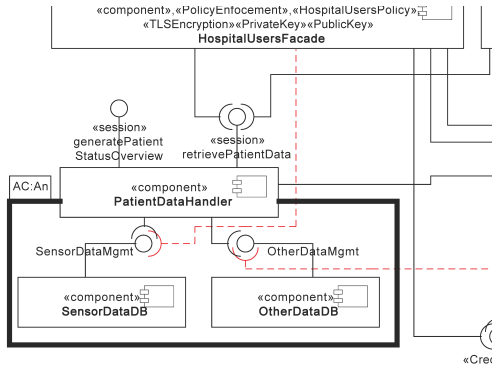 «component»,«PolicyEnfocement»,«HospitalUsersPolicy»
«TLSEncryption»«PrivateKey»«PublicKey»
HospitalUsersFacade
«session»
generatePatient
StatusOverview
«session»
retrievePatientData
AC:An
«component»
PatientDataHandler
SensorDataMgmt
OtherDataMgmt
«component»
SensorDataDB
«component»
OtherDataDB
«Cred